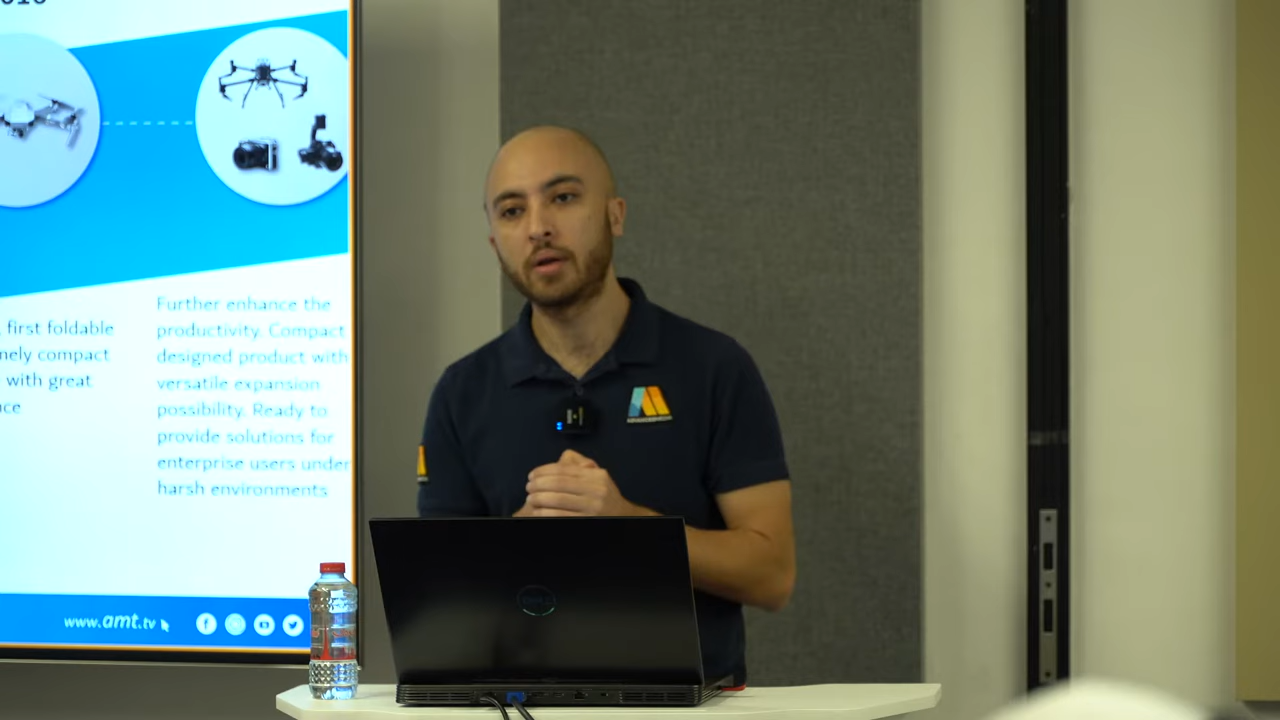 first foldable
mely compact
with great
ce
Further enhance the
productivity. Compact
designed product with
versatile expansion
possibility. Ready to
provide solutions for
enterprise users under
harsh environments
www.amt.tv